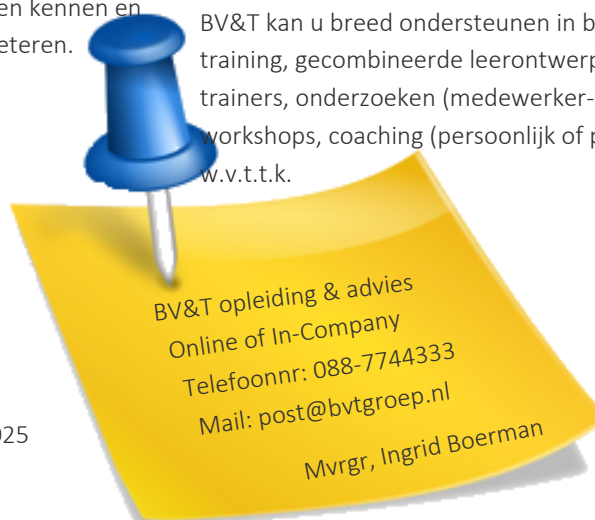 en kennen en
eteren.
BV&T kan u breed ondersteunen in b
training, gecombineerde leerontwerp
trainers, onderzoeken (medewerker-
workshops, coaching (persoonlijk of p
w.v.t.t.k.
BV&T opleiding & advies
Online of In-Company
Telefoonnr: 088-7744333
Mail: post@bvtgroep.nl
Mvrgr, Ingrid Boerman
025